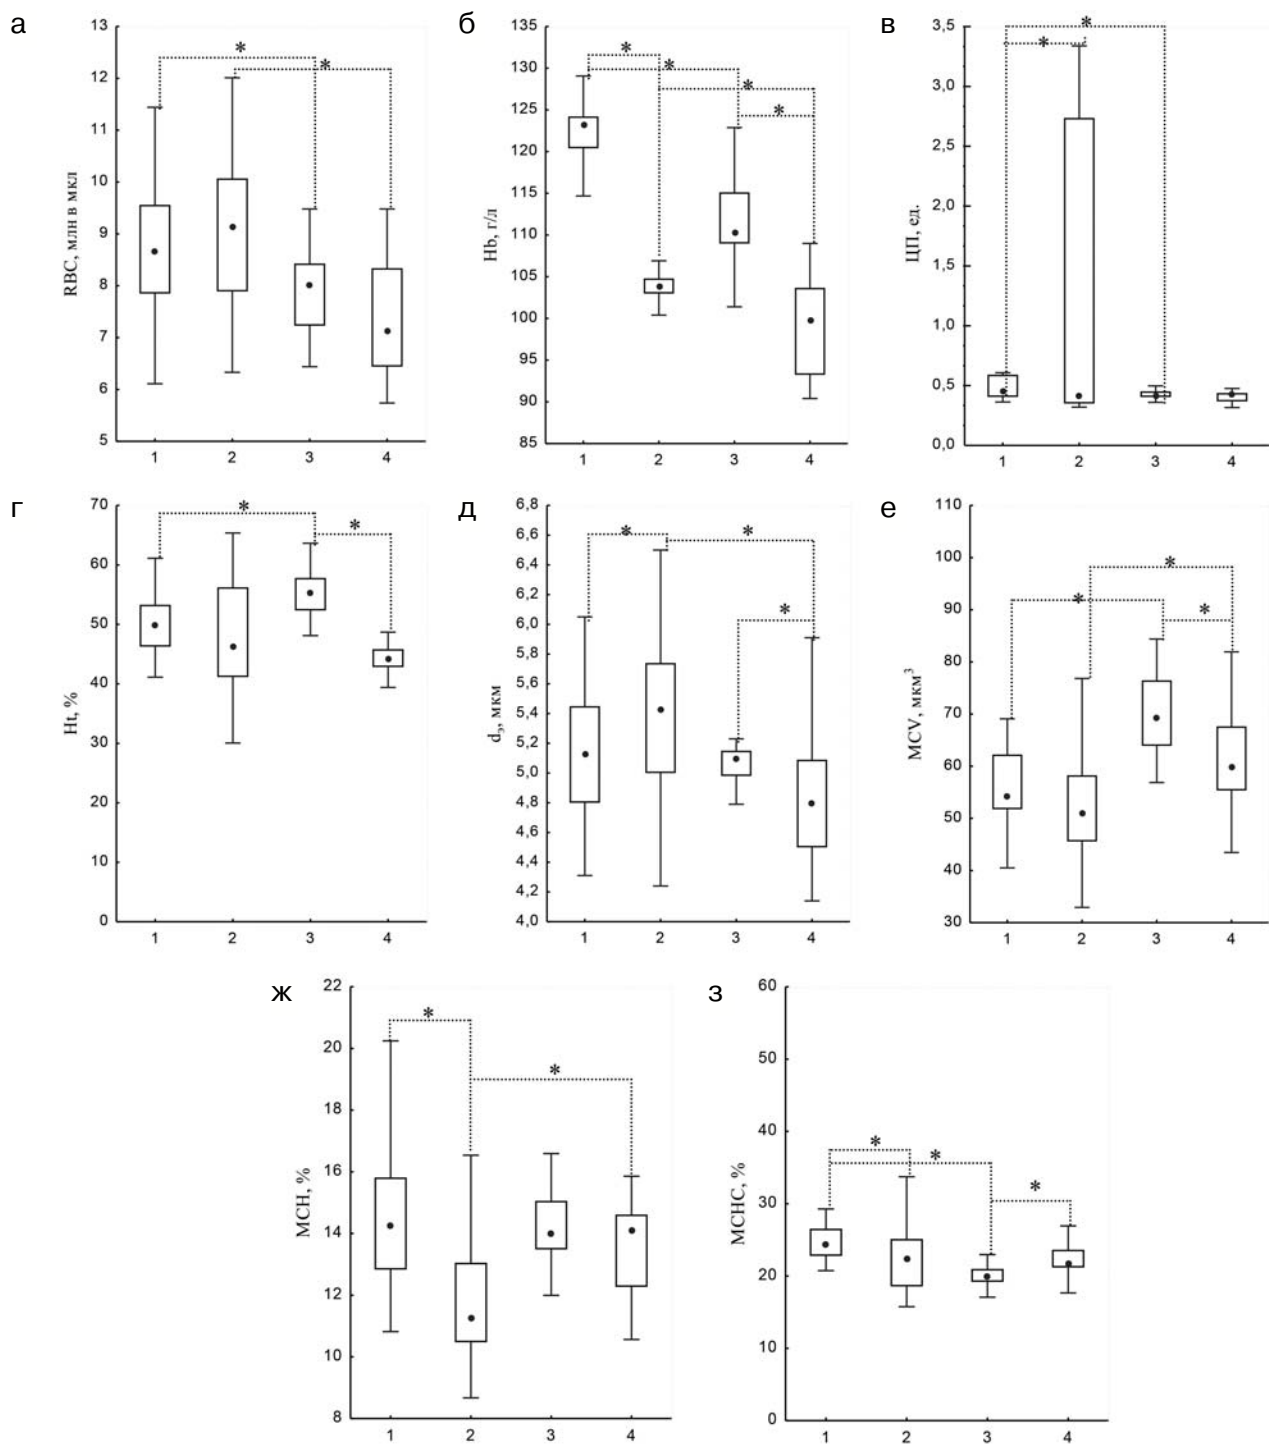 а
13
12
11
10
9
8
7
6
5
RBC, млн в мкл
* *
1 2 3 4
б
135
130
125
120
115
110
105
100
95
90
85
Hb, г/л
* * * *
1 2 3 4
в
3,5
3,0
2,5
3,0
3,5
1,0
0,5
0,0
ЦП, ед.
* *
1 2 3 4
г
70
60
50
40
30
20
10
0
Ht, %
* *
1 2 3 4
д
6,8
6,6
6,4
6,2
6,0
5,8
5,6
5,4
5,2
5,0
4,8
4,6
4,4
4,2
4,0
dэ, мкм
* * *
1 2 3 4
е
110
100
90
80
70
60
50
40
30
MCV, мкм³
* * *
1 2 3 4
ж
22
20
18
16
14
12
10
8
MCH, %
* *
1 2 3 4
з
60
50
40
30
20
10
0
MCHC, %
* * *
1 2 3 4